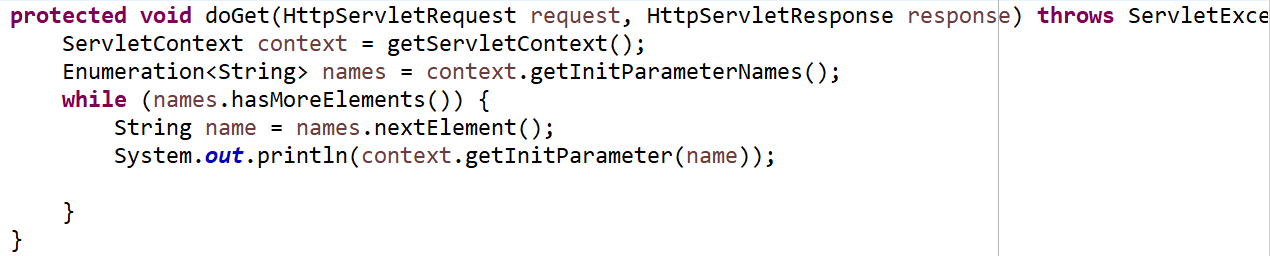 protected void doGet(HttpServletRequest request, HttpServletResponse response) throws ServletExce
ServletContext context = getServletContext();
Enumeration<String> names = context.getInitParameterNames();
while (names.hasMoreElements()) {
String name = names.nextElement();
System.out.println(context.getInitParameter(name));
}
}